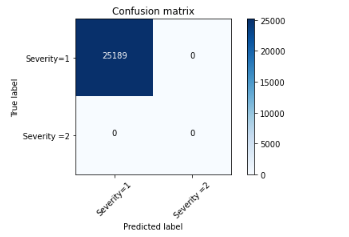 Confusion matrix
25000
20000
15000
10000
5000
0
True label
Severity=1
25189 0
Severity =2
0 0
Severity=1 Severity =2
Predicted label